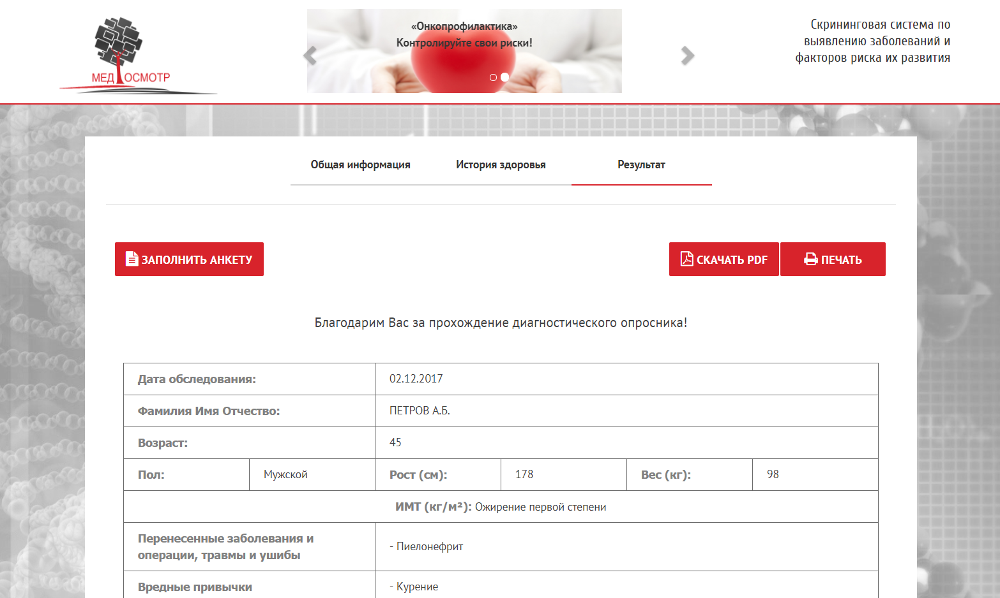 МЕДОСМОТР
«Онкопрофилактика»
Контролируйте свои риски!
Скрининговая система по
выявлению заболеваний и
факторов риска их развития
Общая информация История здоровья Результат
ЗАПОЛНИТЬ АНКЕТУ СКАЧАТЬ PDF ПЕЧАТЬ
Благодарим Вас за прохождение диагностического опросника!
Дата обследования: 02.12.2017
Фамилия Имя Отчество: ПЕТРОВ А.Б.
Возраст: 45
Пол: Мужской Рост (см): 178 Вес (кг): 98
ИМТ (кг/м²): Ожирение первой степени
Перенесенные заболевания и
операции, травмы и ушибы
- Пиелонефрит
Вредные привычки - Курение